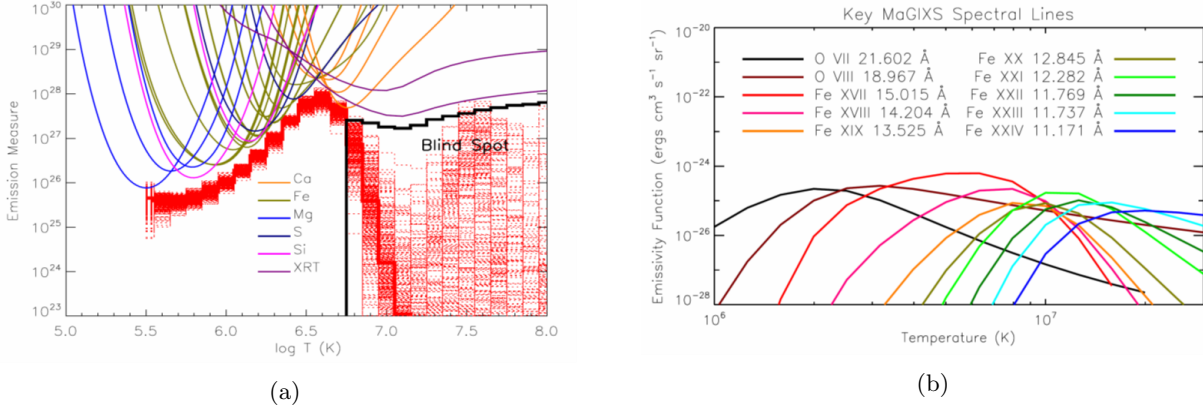 10^30
10^29
10^28
10^27
10^26
10^25
10^24
10^23
Emission Measure
Blind Spot
Ca
Fe
Mg
S
Si
XRT
5.0 5.5 6.0 6.5 7.0 7.5 8.0
log T (K)
(a)
Key MaGIXS Spectral Lines
10^-20
10^-22
10^-24
10^-26
10^-28
Emissivity Function (ergs cm^3 s^-1 sr^-1)
O VII 21.602 Å Fe XX 12.845 Å
O VIII 18.967 Å Fe XXI 12.282 Å
Fe XVII 15.015 Å Fe XXII 11.769 Å
Fe XVIII 14.204 Å Fe XXIII 11.737 Å
Fe XIX 13.525 Å Fe XXIV 11.171 Å
10^6 10^7
Temperature (K)
(b)